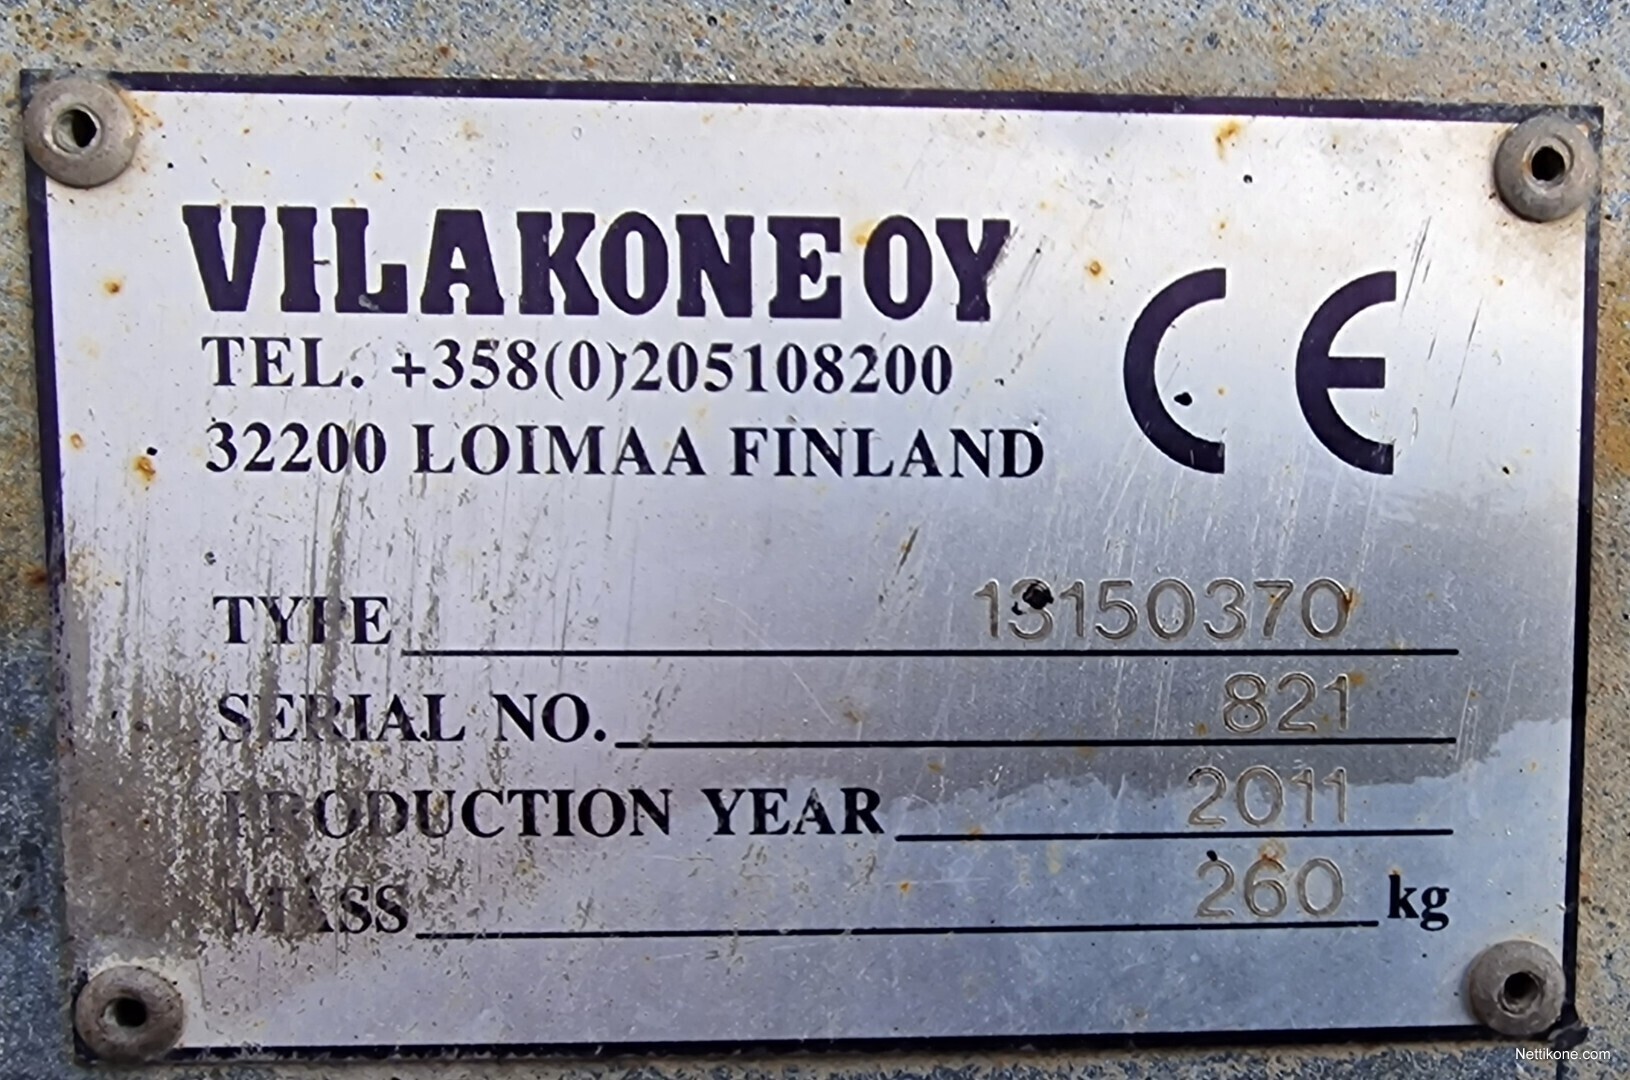 VILAKONE OY
TEL. +358(0)205108200
32200 LOIMAA FINLAND
CE
TYPE 13150370
SERIAL NO. 821
PRODUCTION YEAR 2011
MASS 260 kg
Nettikone.com